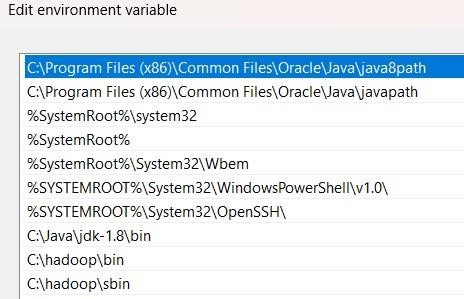 Edit environment variable
C:\Program Files (x86)\Common Files\Oracle\Java\java8path
C:\Program Files (x86)\Common Files\Oracle\Java\javapath
%SystemRoot%\system32
%SystemRoot%
%SystemRoot%\System32\Wbem
%SYSTEMROOT%\System32\WindowsPowerShell\v1.0\
%SYSTEMROOT%\System32\OpenSSH\
C:\Java\jdk-1.8\bin
C:\hadoop\bin
C:\hadoop\sbin